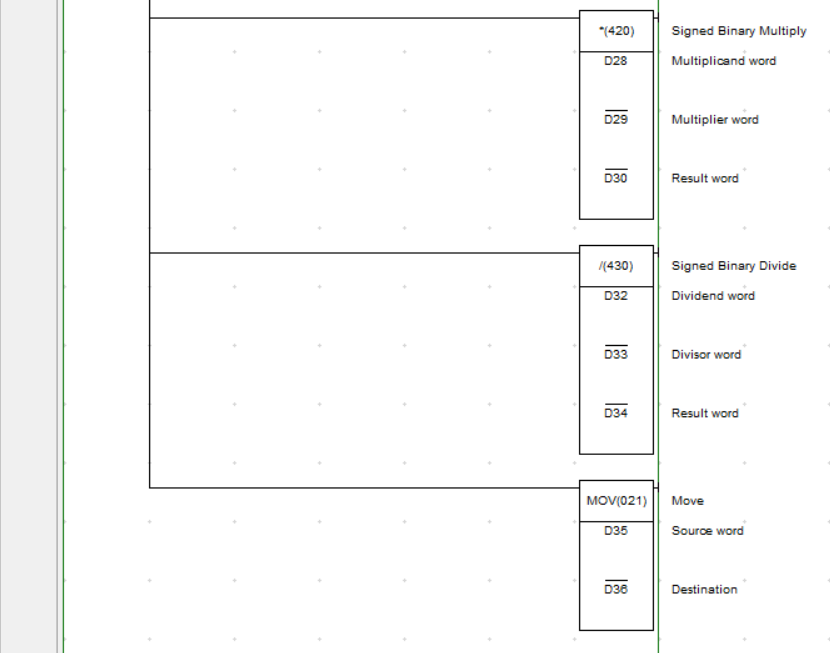 *(420) Signed Binary Multiply
D28 Multiplicand word
D29 Multiplier word
D30 Result word
/(430) Signed Binary Divide
D32 Dividend word
D33 Divisor word
D34 Result word
MOV(021) Move
D35 Source word
D36 Destination